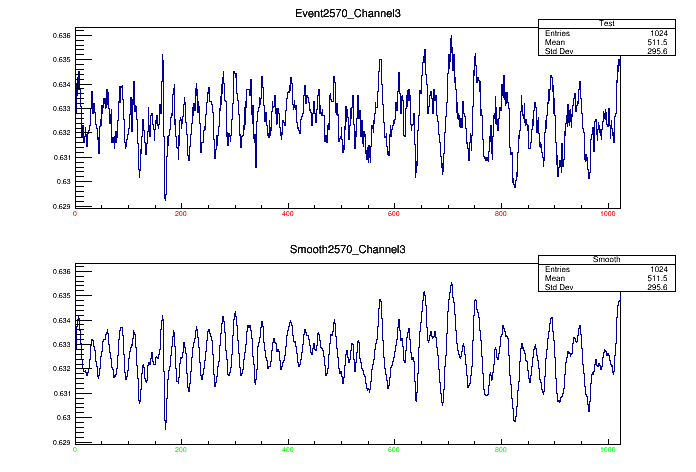 Event2570_Channel3
Test
Entries 1024
Mean 511.5
Std Dev 295.6
0.636
0.635
0.634
0.633
0.632
0.631
0.63
0.629
0 200 400 600 800 1000
Smooth2570_Channel3
Smooth
Entries 1024
Mean 511.5
Std Dev 295.6
0.636
0.635
0.634
0.633
0.632
0.631
0.63
0.629
0 200 400 600 800 1000